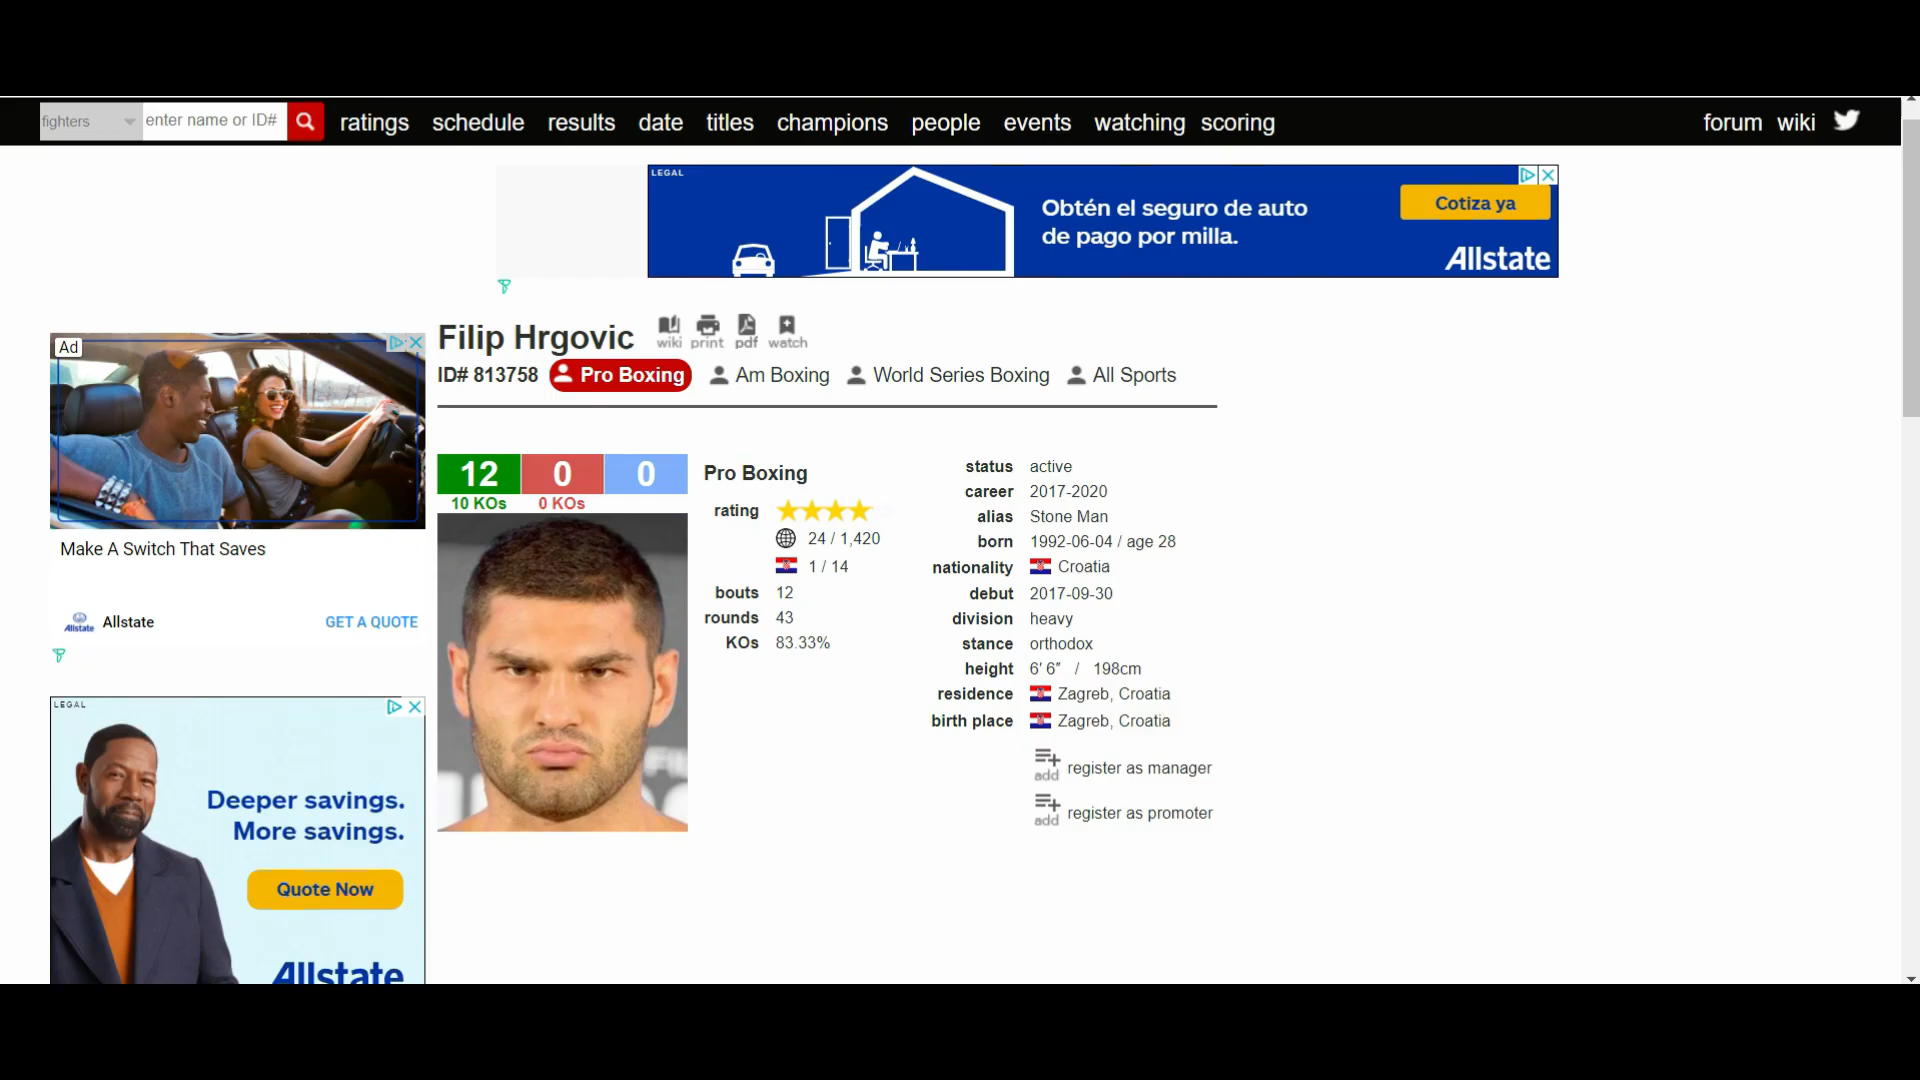 fighters
enter name or ID#
ratings schedule results date titles champions people events watching scoring
forum wiki
LEGAL
Obtén el seguro de auto
de pago por milla.
Cotiza ya
Allstate
Ad
Make A Switch That Saves
Allstate
Allstate
GET A QUOTE
LEGAL
Deeper savings.
More savings.
Quote Now
Allstate
Filip Hrgovic
wiki print pdf watch
ID# 813758 Pro Boxing Am Boxing World Series Boxing All Sports
12 0 0
10 KOs 0 KOs
Pro Boxing
rating
24 / 1,420
1 / 14
bouts 12
rounds 43
KOs 83.33%
status active
career 2017-2020
alias Stone Man
born 1992-06-04 / age 28
nationality Croatia
debut 2017-09-30
division heavy
stance orthodox
height 6′ 6″ / 198cm
residence Zagreb, Croatia
birth place Zagreb, Croatia
add register as manager
add register as promoter